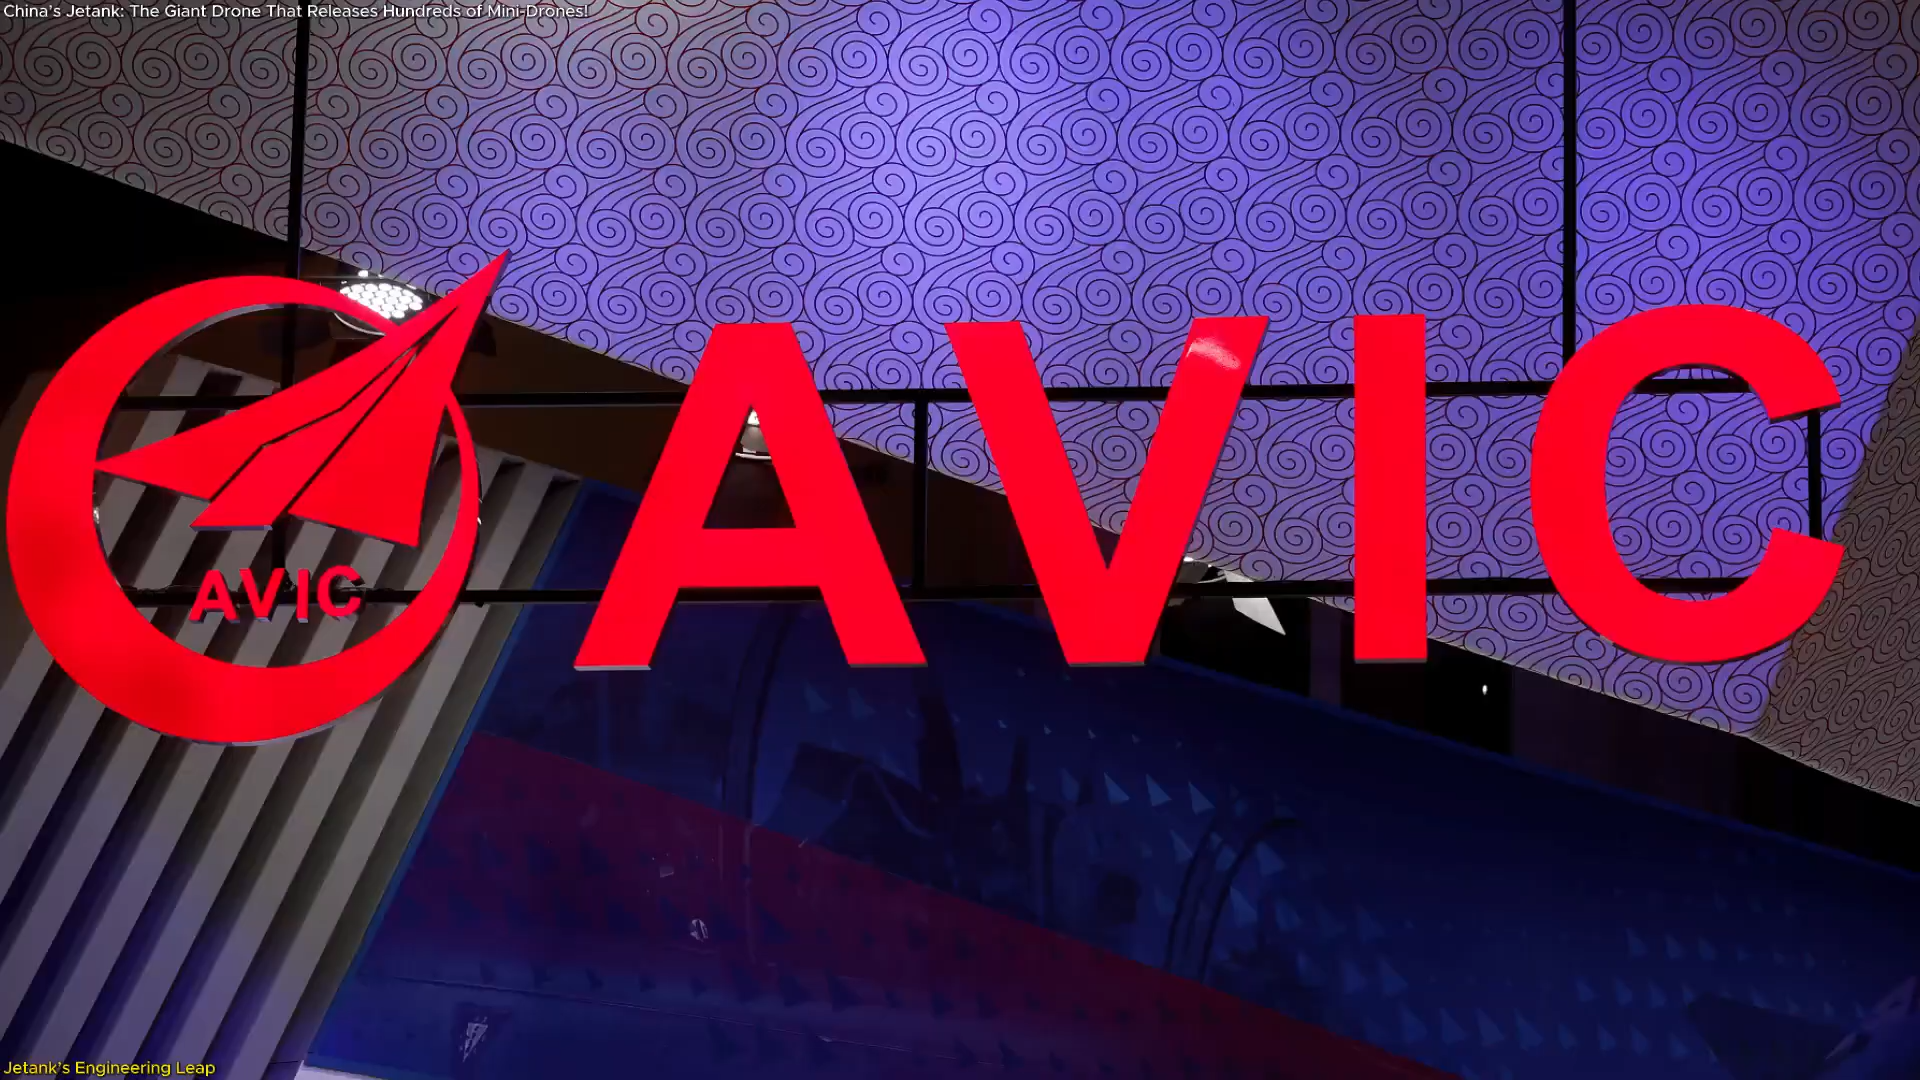 China's Jetank: The Giant Drone That Releases Hundreds of Mini-Drones!
AVIC
AVIC
Jetank's Engineering Leap